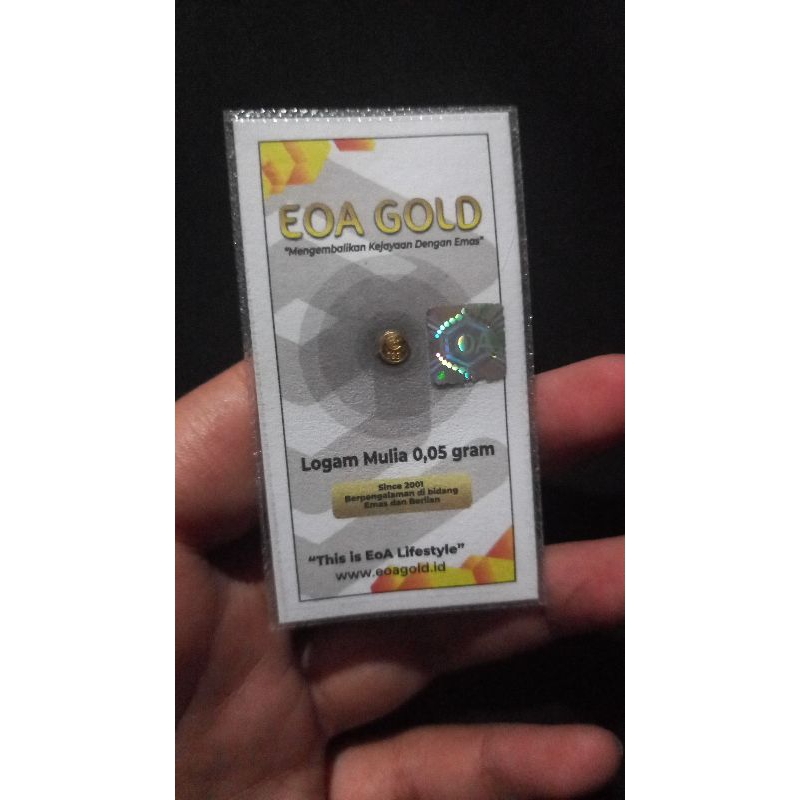 EOA GOLD
"Mengembalikan Kejayaan Dengan Emas"
OA
Logam Mulia 0,05 gram
Since 2001
Berpengalaman di bidang
Emas dan Berlian
"This is EoA Lifestyle"
www.eoagold.id